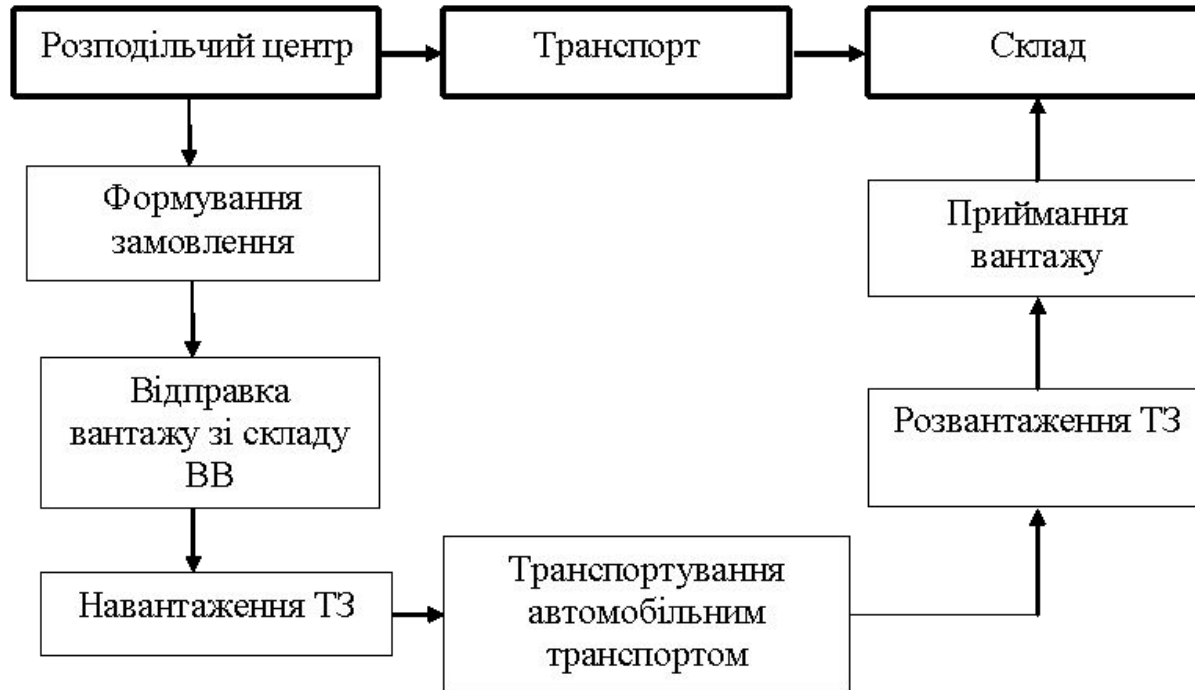 Розподільчий центр
Транспорт
Склад
Формування
замовлення
Приймання
вантажу
Відправка
вантажу зі складу
ВВ
Розвантаження ТЗ
Навантаження ТЗ
Транспортування
автомобільним
транспортом